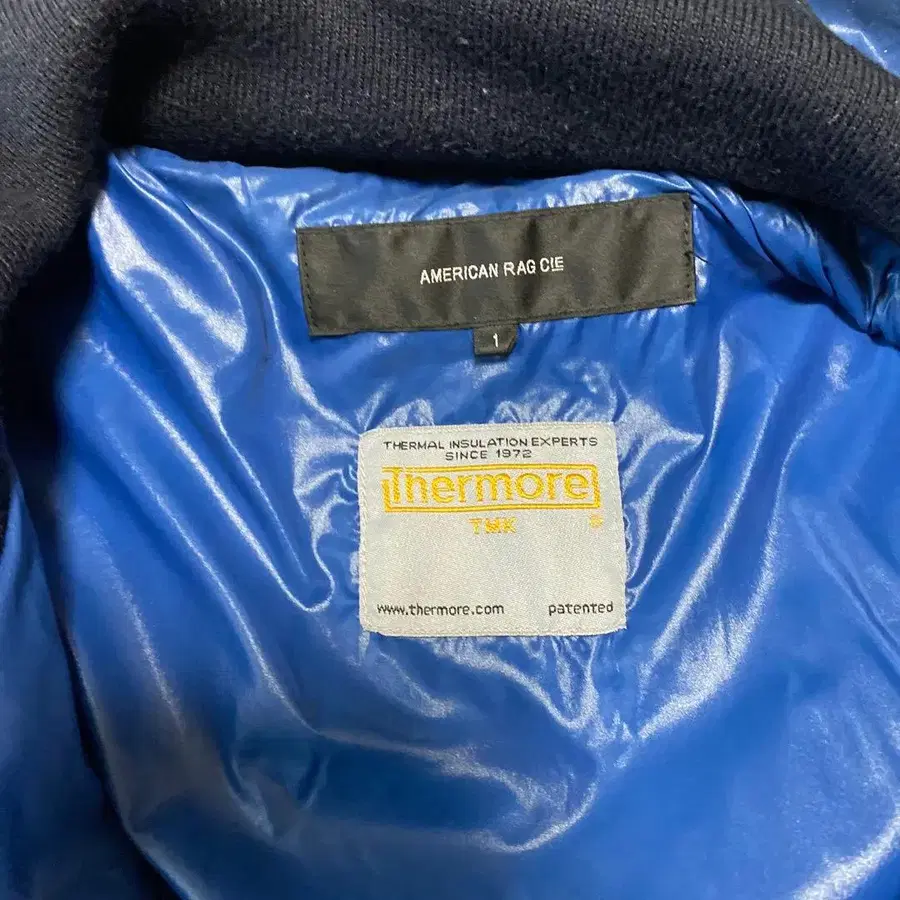 AMERICAN RAG CIE
1
THERMAL INSULATION EXPERTS
SINCE 1972
Thermore
TMK
www.thermore.com patented